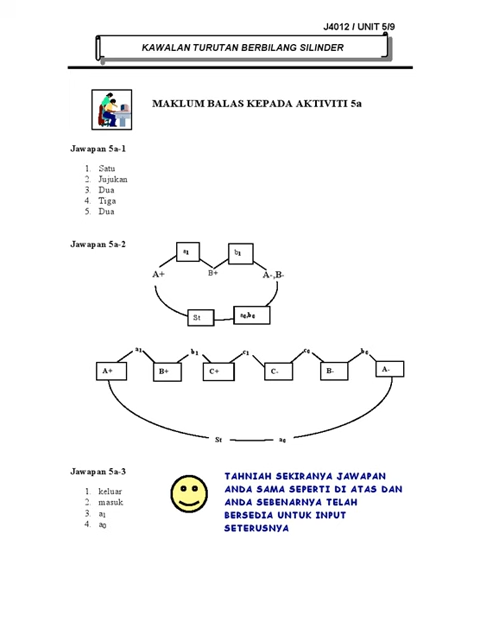 J4012 / UNIT 5/9
KAWALAN TURUTAN BERBILANG SILINDER
MAKLUM BALAS KEPADA AKTIVITI 5a
Jawapan 5a-1
1. Satu
2. Jujukan
3. Dua
4. Tiga
5. Dua
Jawapan 5a-2
a1 b1
A+ B+ A-,B-
St a0,b0
a1 b1 c1 c0 b0
A+ B+ C+ C- B- A-
St a0
Jawapan 5a-3
1. keluar
2. masuk
3. a1
4. a0
TAHNIAH SEKIRANYA JAWAPAN
ANDA SAMA SEPERTI DI ATAS DAN
ANDA SEBENARNYA TELAH
BERSEDIA UNTUK INPUT
SETERUSNYA